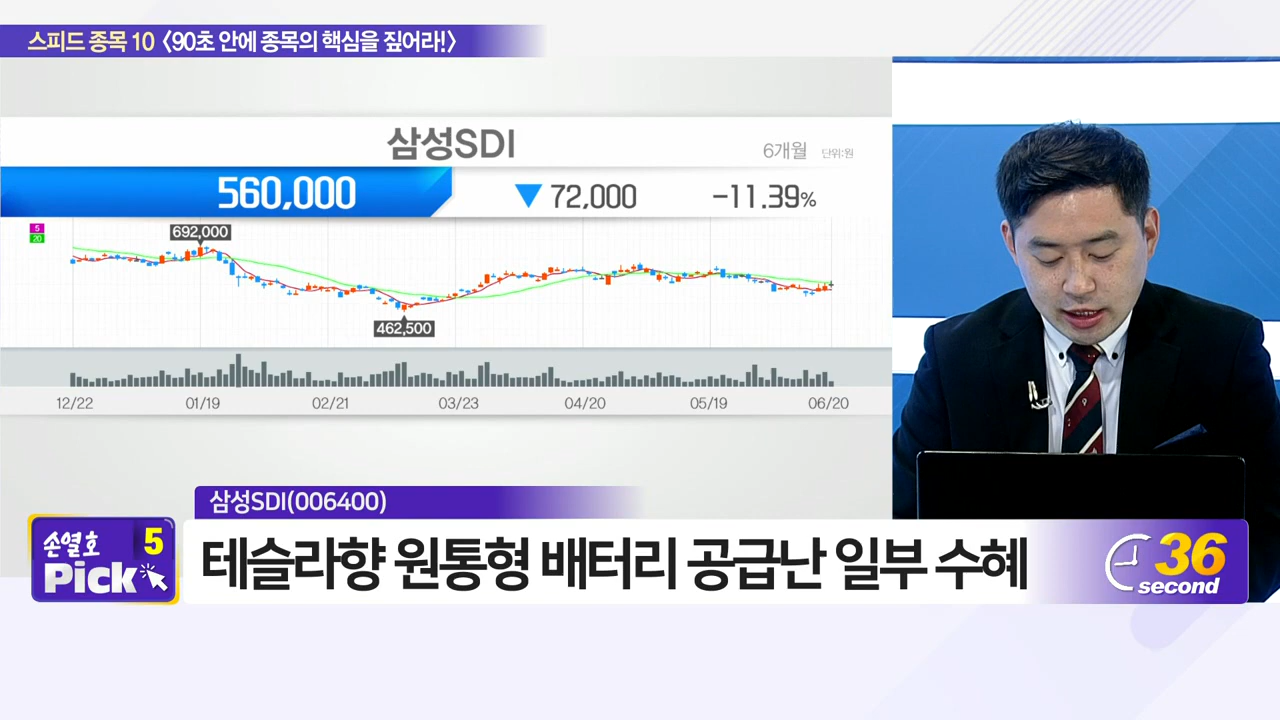 스피드 종목 10 〈90초 안에 종목의 핵심을 짚어라!〉
삼성SDI
6개월 단위:원
560,000 ▼ 72,000 -11.39%
5
20
692,000
462,500
12/22 01/19 02/21 03/23 04/20 05/19 06/20
삼성SDI(006400)
손열호 5
Pick
테슬라향 원통형 배터리 공급난 일부 수혜
36
second